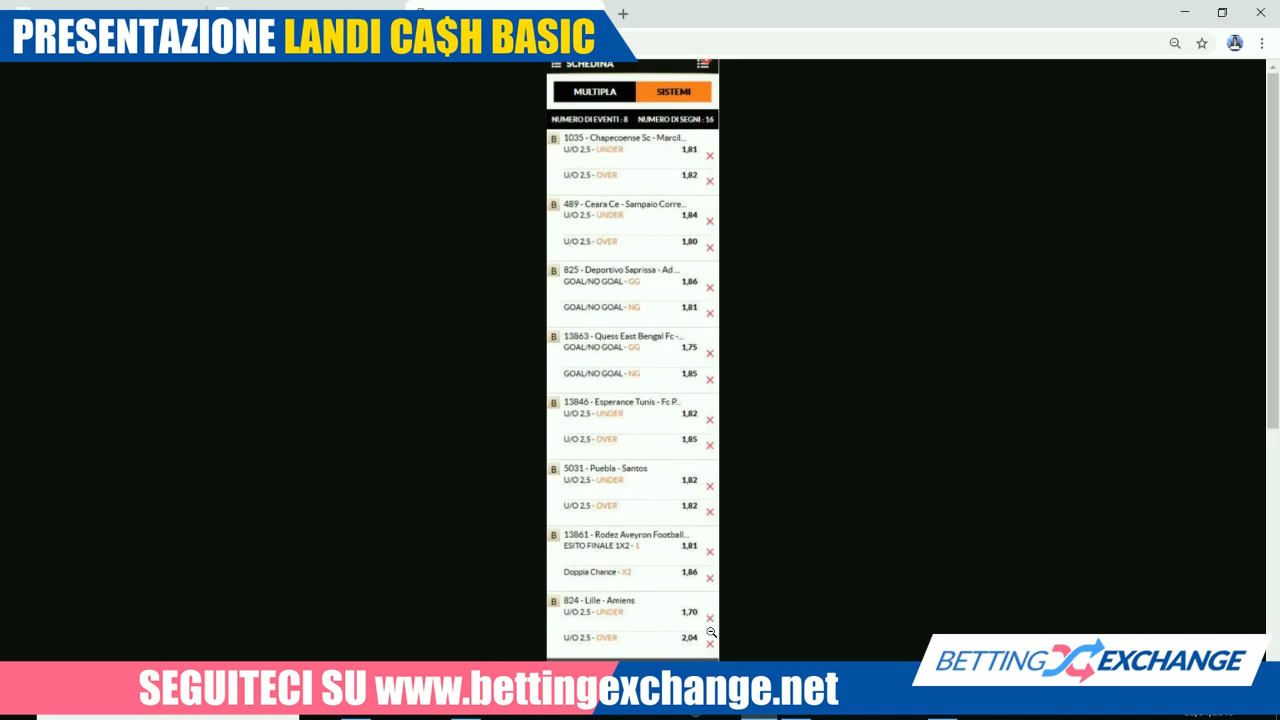 PRESENTAZIONE LANDI CA$H BASIC
SCHEDINA
MULTIPLA SISTEMI
NUMERO DI EVENTI : 8 NUMERO DI SEGNI : 16
B 1035 - Chapecoense Sc - Marcil...
U/O 2,5 - UNDER 1,81
U/O 2,5 - OVER 1,82
B 489 - Ceara Ce - Sampaio Corre...
U/O 2,5 - UNDER 1,84
U/O 2,5 - OVER 1,80
B 825 - Deportivo Saprissa - Ad ...
GOAL/NO GOAL - GG 1,86
GOAL/NO GOAL - NG 1,81
B 13863 - Quess East Bengal Fc -...
GOAL/NO GOAL - GG 1,75
GOAL/NO GOAL - NG 1,85
B 13846 - Esperance Tunis - Fc P...
U/O 2,5 - UNDER 1,82
U/O 2,5 - OVER 1,85
B 5031 - Puebla - Santos
U/O 2,5 - UNDER 1,82
U/O 2,5 - OVER 1,82
B 13861 - Rodez Aveyron Football...
ESITO FINALE 1X2 - 1 1,81
Doppia Chance - X2 1,86
B 824 - Lille - Amiens
U/O 2,5 - UNDER 1,70
U/O 2,5 - OVER 2,04
BETTING EXCHANGE
SEGUITECI SU www.bettingexchange.net